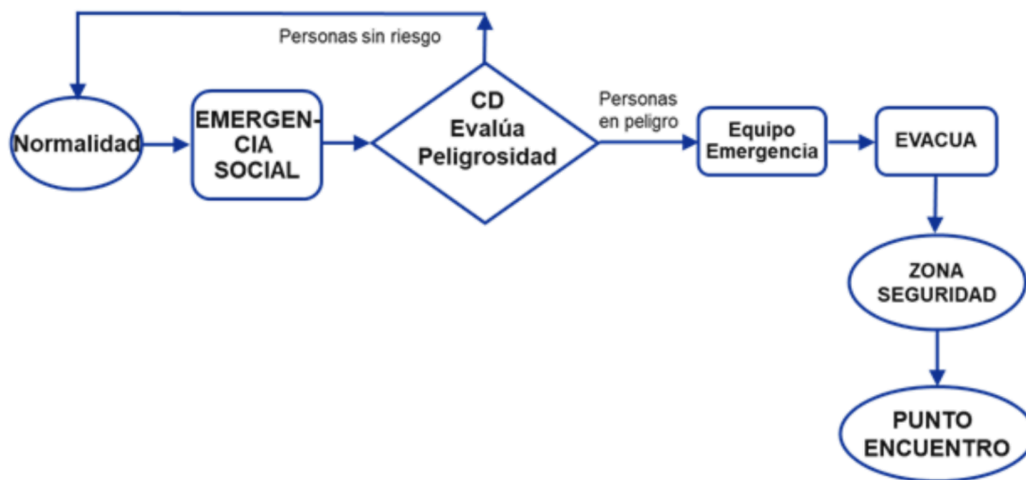 Personas sin riesgo
Normalidad
EMERGEN-
CIA
SOCIAL
CD
Evalúa
Peligrosidad
Personas
en peligro
Equipo
Emergencia
EVACUA
ZONA
SEGURIDAD
PUNTO
ENCUENTRO